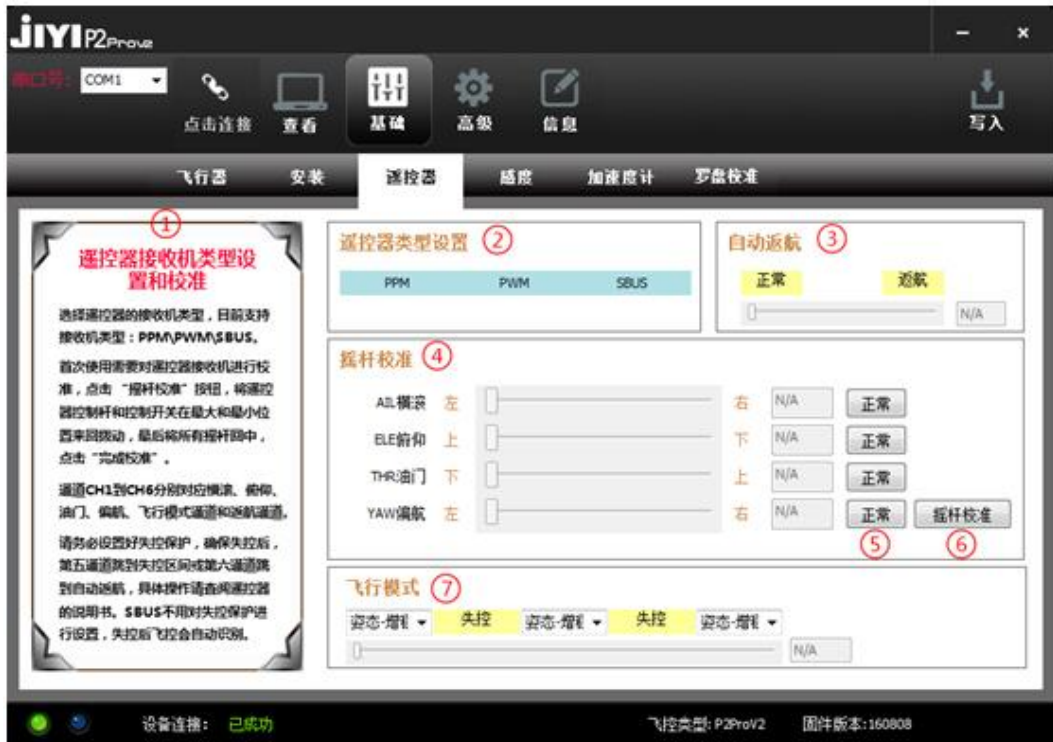 JIYI P2Prov2
串口号: COM1
点击连接 查看 基础 高级 信息 写入
飞行器 安装 遥控器 感度 加速度计 罗盘校准
①
遥控器接收机类型设
置和校准
选择遥控器的接收机类型，目前支持
接收机类型：PPM\PWM\SBUS。
首次使用需要对遥控器接收机进行校
准，点击“摇杆校准”按钮，将遥控
器控制杆和控制开关在最大和最小位
置来回拨动，最后将所有摇杆回中，
点击“完成校准”。
通道CH1到CH6分别对应横滚、俯仰、
油门、偏航、飞行模式通道和返航通道。
请务必设置好失控保护，确保失控后，
第五通道跳到失控区间或第六通道跳
到自动返航，具体操作请查阅遥控器
的说明书。SBUS不用对失控保护进
行设置，失控后飞控会自动识别。
遥控器类型设置 ②
PPM PWM SBUS
自动返航 ③
正常 返航
N/A
摇杆校准 ④
AIL横滚 左 右 N/A 正常
ELE俯仰 上 下 N/A 正常
THR油门 下 上 N/A 正常
YAW偏航 左 右 N/A 正常 摇杆校准
⑤ ⑥
飞行模式 ⑦
姿态-增 失控 姿态-增 失控 姿态-增
N/A
设备连接： 已成功 飞控类型: P2ProV2 固件版本:160808